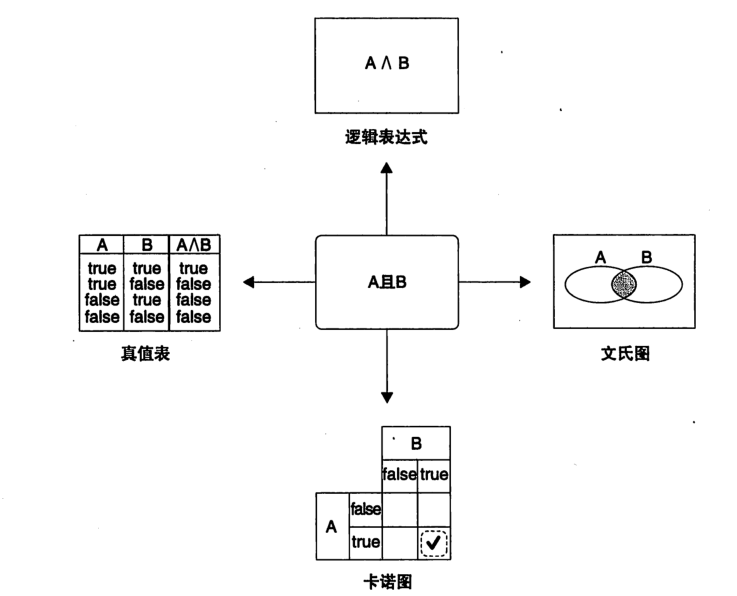 A ∧ B
逻辑表达式
A B A∧B
true true true
true false false
false true false
false false false
真值表
A且B
A B
文氏图
B
false true
A
false
true
卡诺图